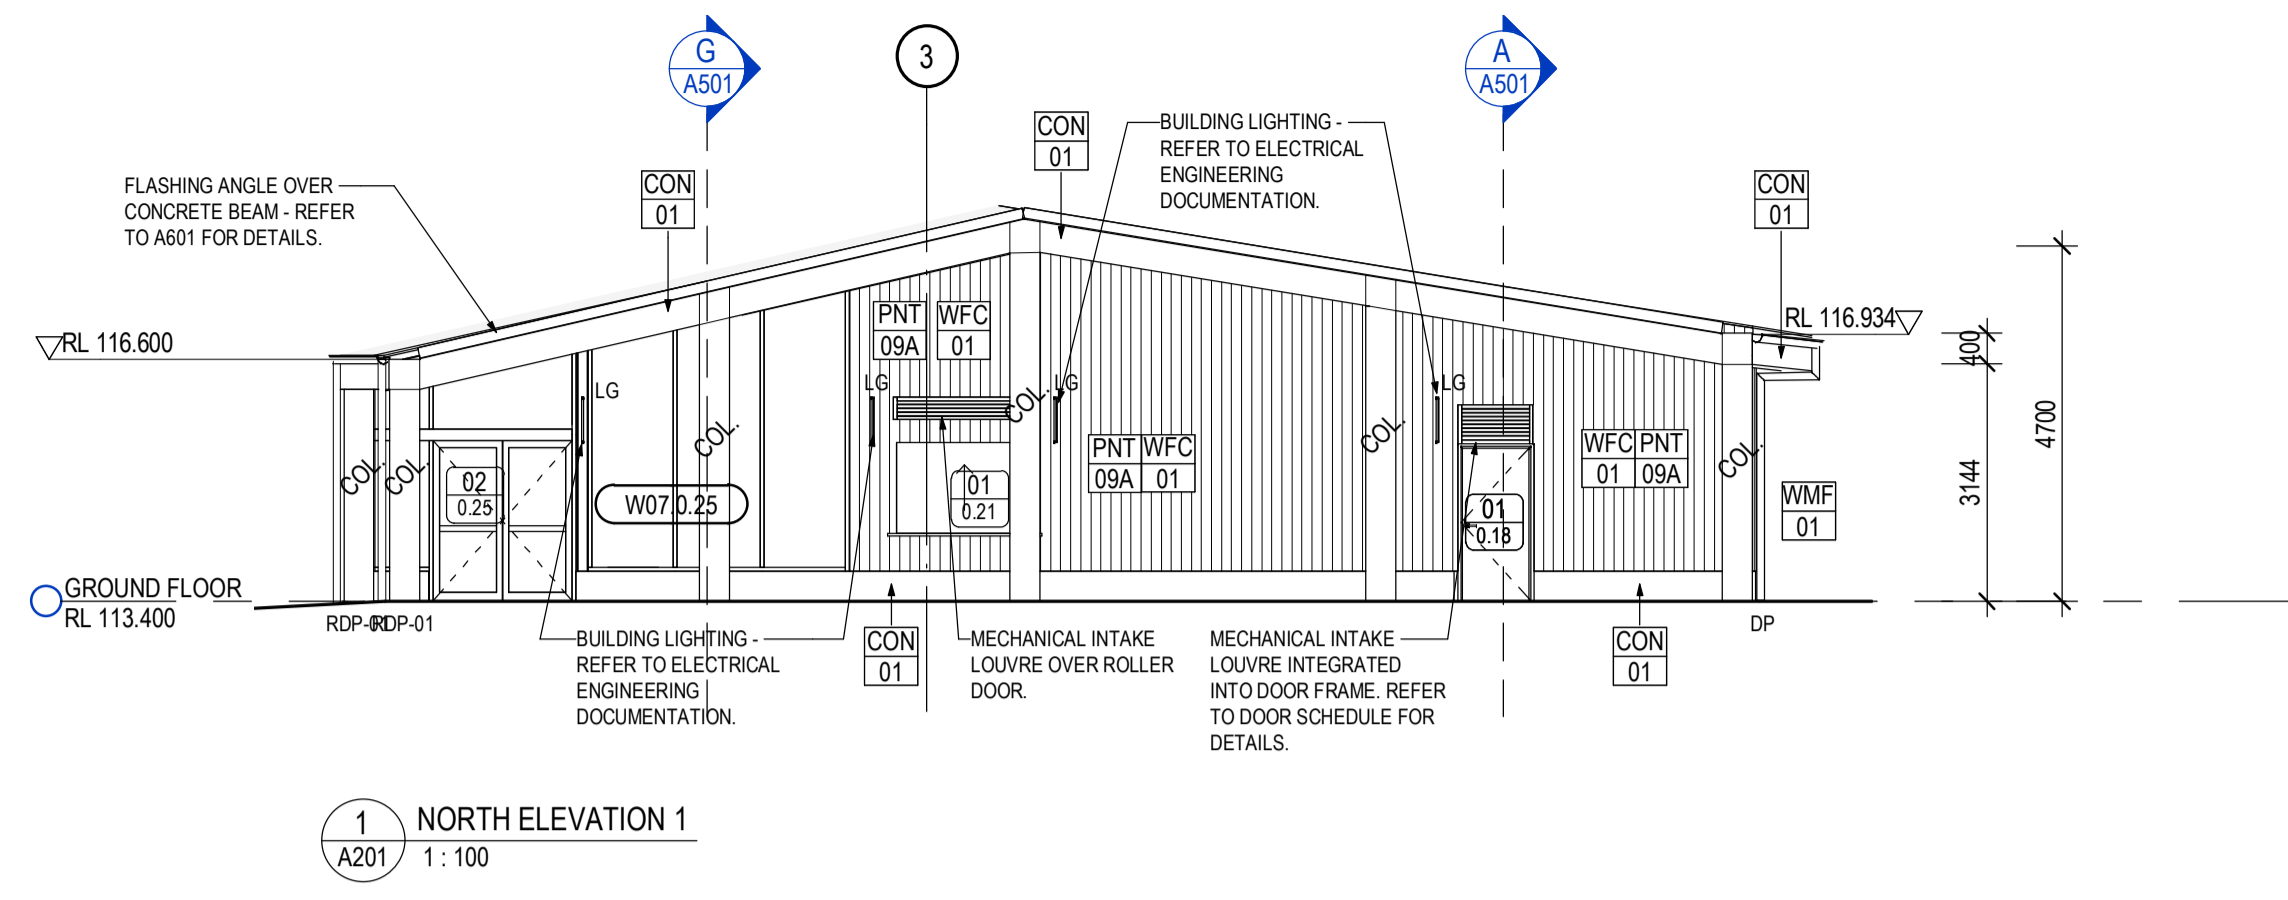 G
A501
3
A
A501
CON
01
BUILDING LIGHTING -
REFER TO ELECTRICAL
ENGINEERING
DOCUMENTATION.
FLASHING ANGLE OVER
CONCRETE BEAM - REFER
TO A601 FOR DETAILS.
CON
01
CON
01
RL 116.600
RL 116.934
400
4700
3144
PNT
09A
WFC
01
LG
LG
LG
LG
COL.
COL.
COL.
COL.
COL.
COL.
02
0.25
W07.0.25
01
0.21
PNT WFC
09A 01
01
0.18
WFC PNT
01 09A
WMF
01
GROUND FLOOR
RL 113.400
RDP-01
RDP-01
DP
BUILDING LIGHTING -
REFER TO ELECTRICAL
ENGINEERING
DOCUMENTATION.
CON
01
MECHANICAL INTAKE
LOUVRE OVER ROLLER
DOOR.
MECHANICAL INTAKE
LOUVRE INTEGRATED
INTO DOOR FRAME. REFER
TO DOOR SCHEDULE FOR
DETAILS.
CON
01
1
A201
NORTH ELEVATION 1
1 : 100